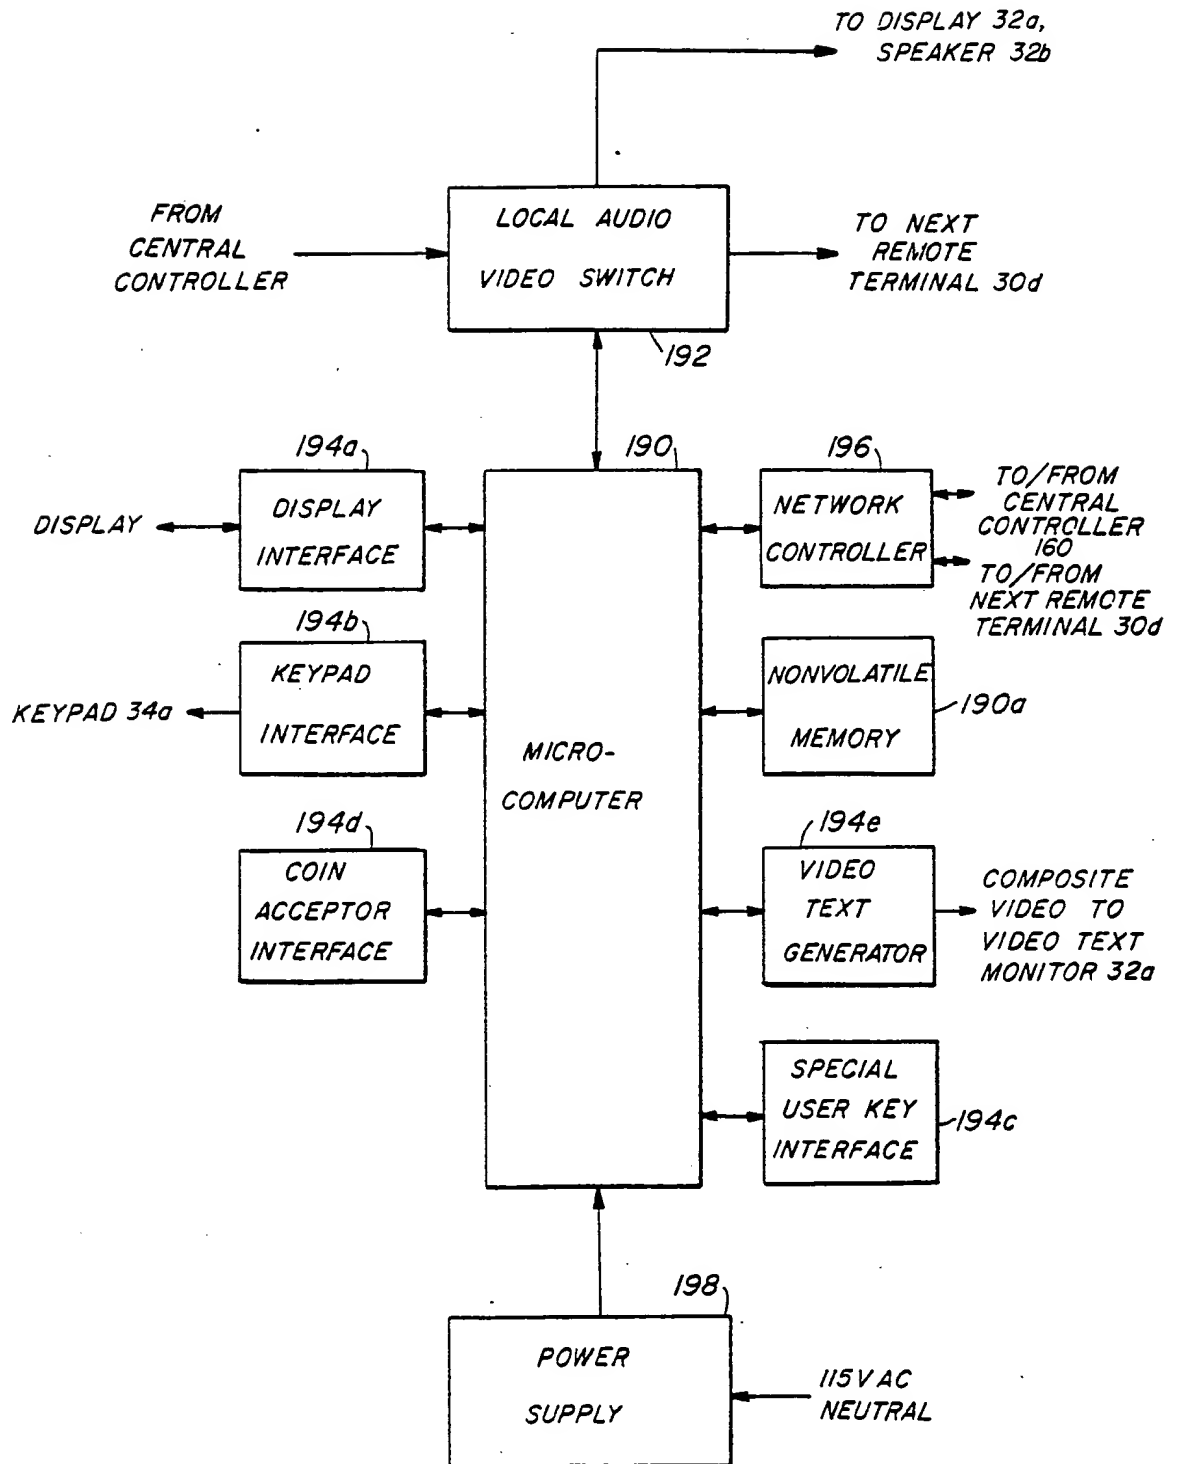 TO DISPLAY 32a,
SPEAKER 32b
FROM
CENTRAL
CONTROLLER
LOCAL AUDIO
VIDEO SWITCH
TO NEXT
REMOTE
TERMINAL 30d
192
194a
190
196
DISPLAY
DISPLAY
INTERFACE
NETWORK
CONTROLLER
TO/FROM
CENTRAL
CONTROLLER
160
TO/FROM
NEXT REMOTE
TERMINAL 30d
194b
KEYPAD 34a
KEYPAD
INTERFACE
MICRO-
COMPUTER
NONVOLATILE
MEMORY
190a
194d
COIN
ACCEPTOR
INTERFACE
194e
VIDEO
TEXT
GENERATOR
COMPOSITE
VIDEO TO
VIDEO TEXT
MONITOR 32a
SPECIAL
USER KEY
INTERFACE
194c
198
POWER
SUPPLY
115VAC
NEUTRAL